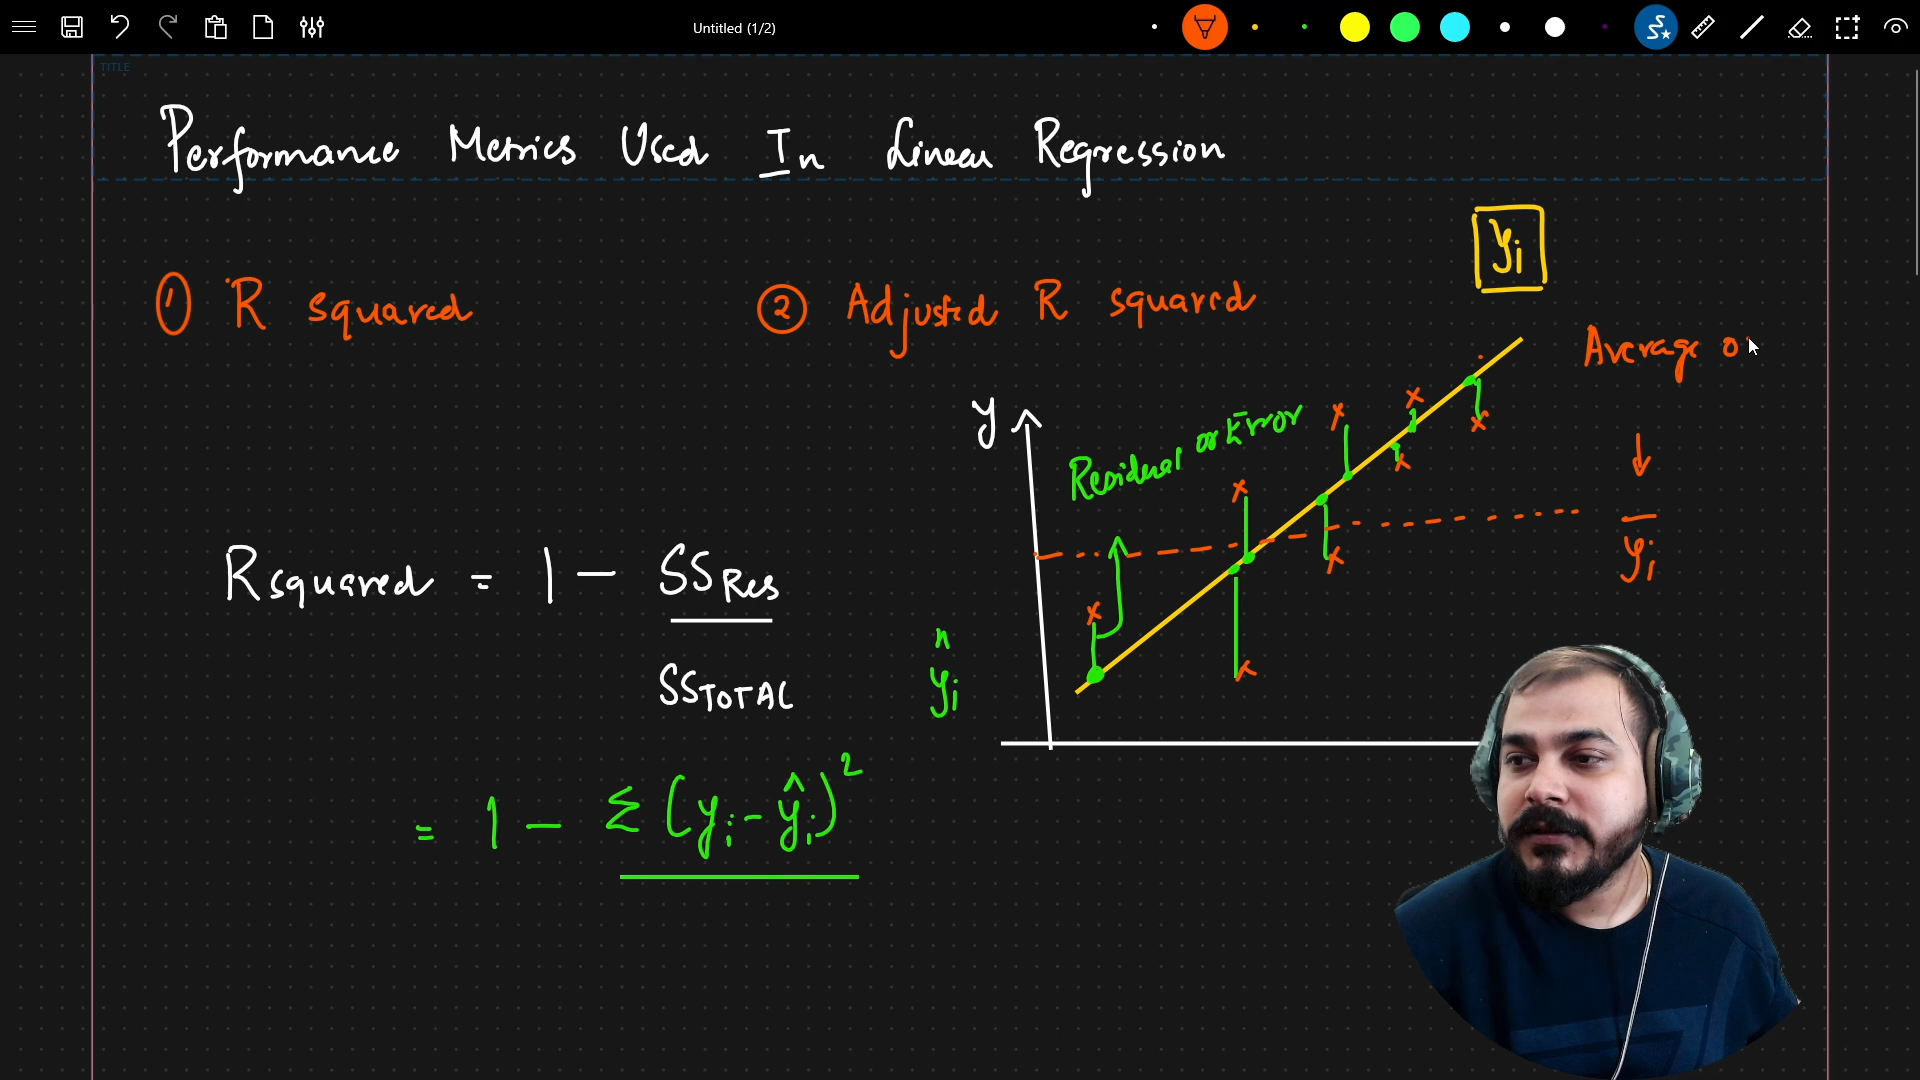 Untitled (1/2)
TITLE
Performance Metrics Used In Linear Regression
yi
① R squared
② Adjusted R squared
Average o
y
Residual or Error
ȳi
R squared = 1 - SSRes
SSTOTAL
ŷi
= 1 - Σ (yi - ŷi)²